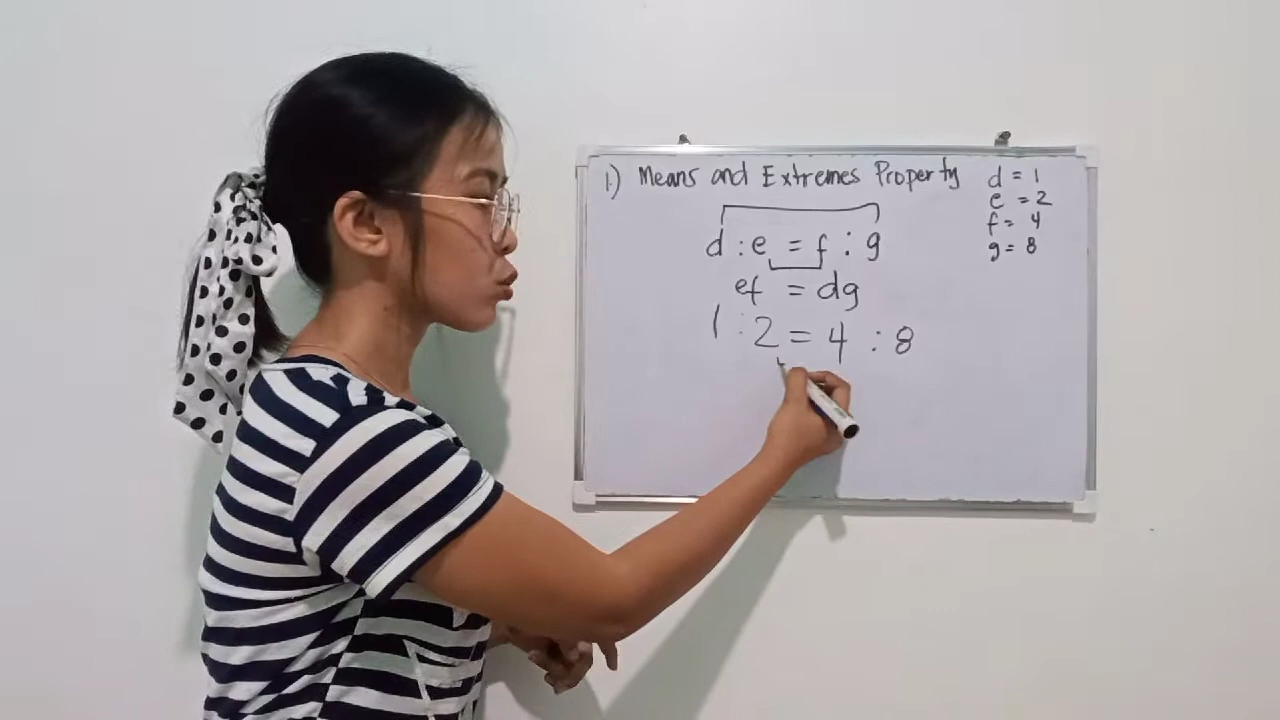 1.) Means and Extremes Property
d : e = f : g
ef = dg
1 : 2 = 4 : 8
d = 1
e = 2
f = 4
g = 8